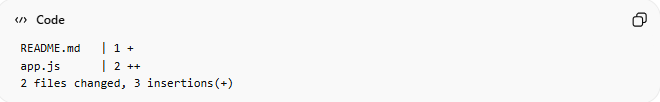 Code
README.md   | 1 +
app.js      | 2 ++
2 files changed, 3 insertions(+)